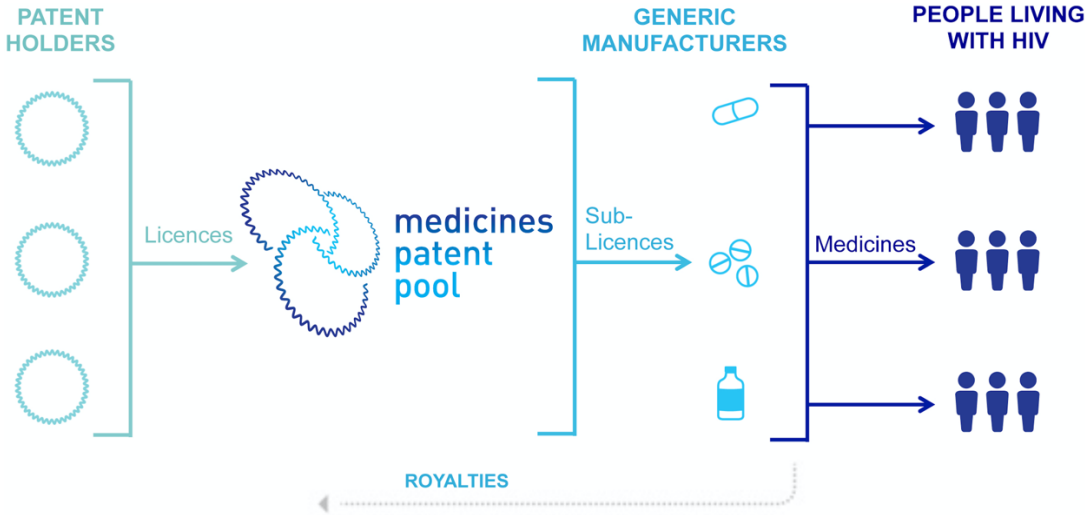 PATENT
HOLDERS
GENERIC
MANUFACTURERS
PEOPLE LIVING
WITH HIV
Licences
medicines
patent
pool
Sub-
Licences
Medicines
ROYALTIES